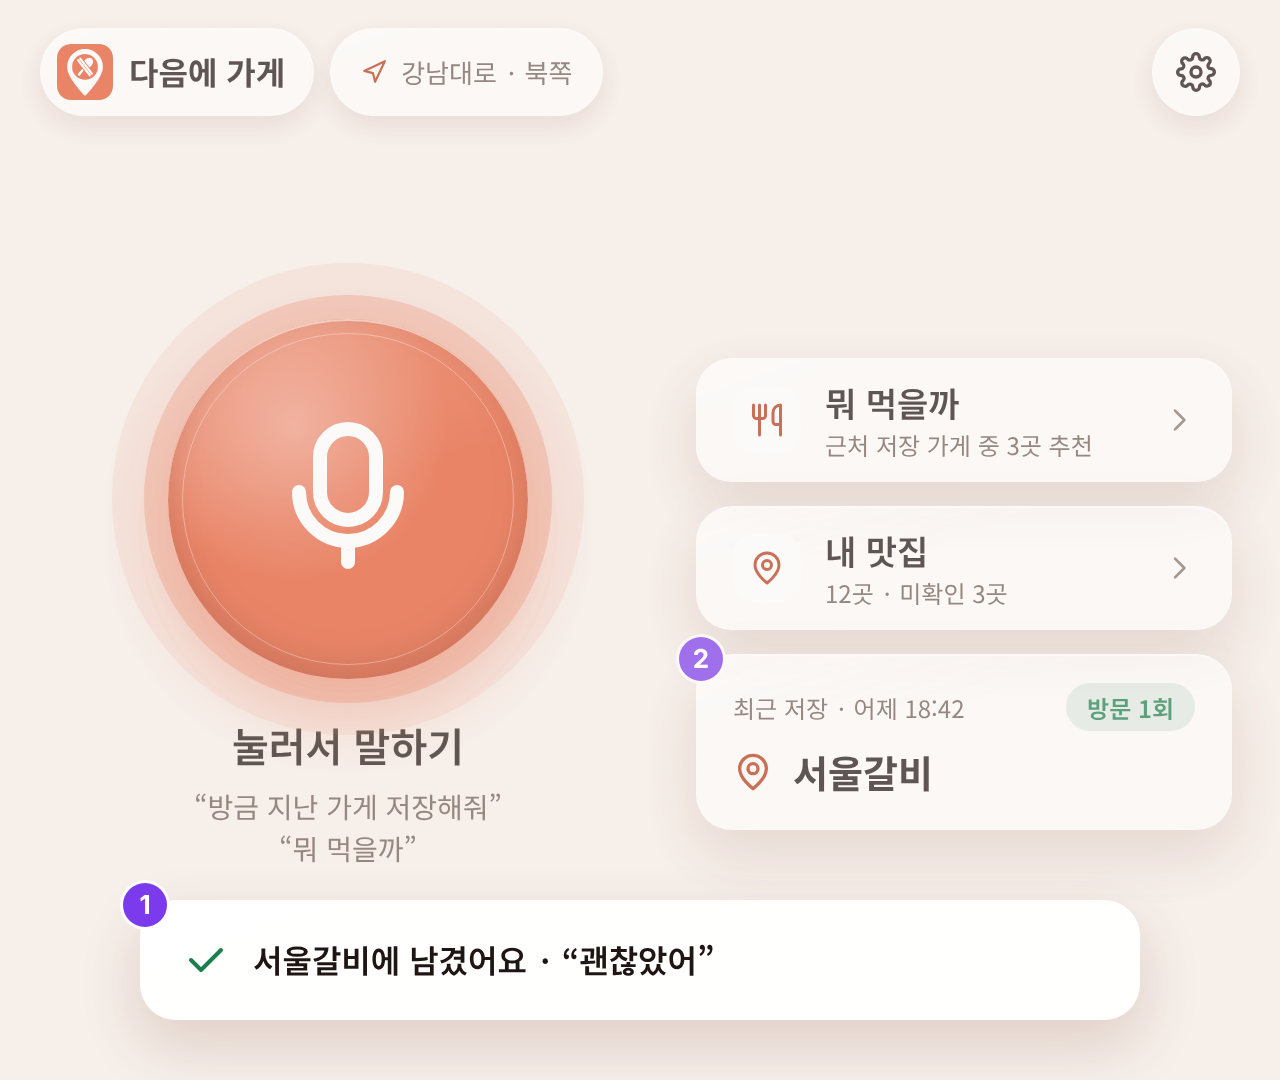 다음에 가게
강남대로 · 북쪽
눌러서 말하기
“방금 지난 가게 저장해줘”
“뭐 먹을까”
뭐 먹을까
근처 저장 가게 중 3곳 추천
내 맛집
12곳 · 미확인 3곳
2
최근 저장 · 어제 18:42
방문 1회
서울갈비
1
서울갈비에 남겼어요 · “괜찮았어”